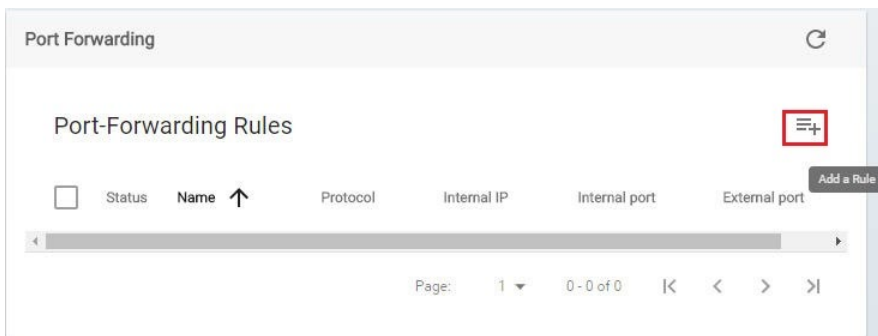 Port Forwarding
Port-Forwarding Rules
Add a Rule
Status Name Protocol Internal IP Internal port External port
Page: 1 0 - 0 of 0